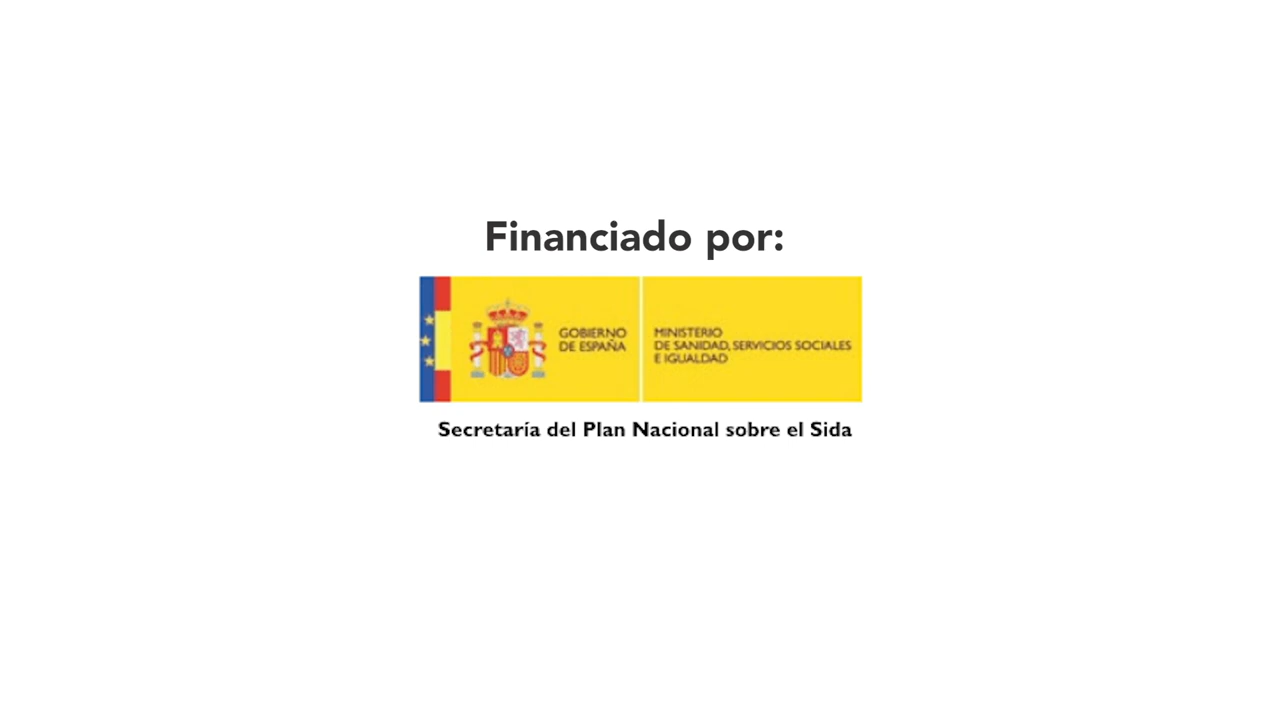 Financiado por:
GOBIERNO
DE ESPAÑA
MINISTERIO
DE SANIDAD, SERVICIOS SOCIALES
E IGUALDAD
Secretaría del Plan Nacional sobre el Sida